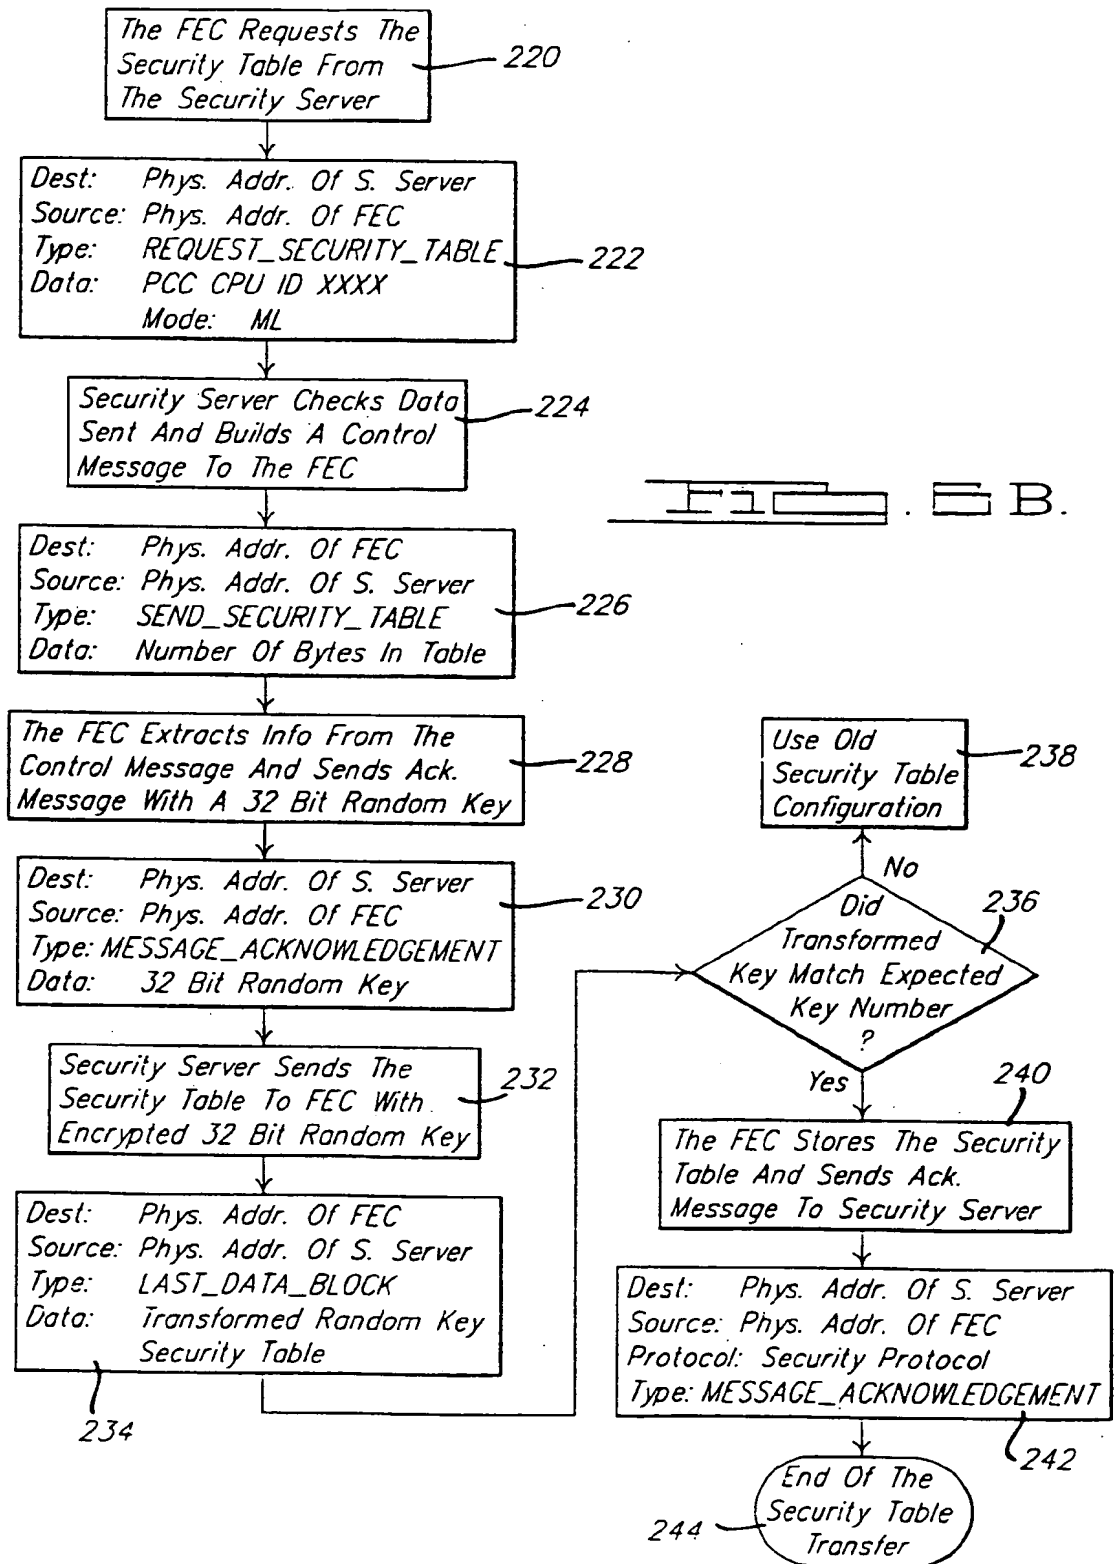 The FEC Requests The
Security Table From
The Security Server
220
Dest: Phys. Addr. Of S. Server
Source: Phys. Addr. Of FEC
Type: REQUEST_SECURITY_TABLE
Data: PCC CPU ID XXXX
Mode: ML
222
Security Server Checks Data
Sent And Builds A Control
Message To The FEC
224
Dest: Phys. Addr. Of FEC
Source: Phys. Addr. Of S. Server
Type: SEND_SECURITY_TABLE
Data: Number Of Bytes In Table
226
The FEC Extracts Info From The
Control Message And Sends Ack.
Message With A 32 Bit Random Key
228
Dest: Phys. Addr. Of S. Server
Source: Phys. Addr. Of FEC
Type: MESSAGE_ACKNOWLEDGEMENT
Data: 32 Bit Random Key
230
Security Server Sends The
Security Table To FEC With
Encrypted 32 Bit Random Key
232
Dest: Phys. Addr. Of FEC
Source: Phys. Addr. Of S. Server
Type: LAST_DATA_BLOCK
Data: Transformed Random Key
Security Table
234
Fig. 5B.
Use Old
Security Table
Configuration
238
No
Did
Transformed
Key Match Expected
Key Number
?
236
Yes
240
The FEC Stores The Security
Table And Sends Ack.
Message To Security Server
Dest: Phys. Addr. Of S. Server
Source: Phys. Addr. Of FEC
Protocol: Security Protocol
Type: MESSAGE_ACKNOWLEDGEMENT
242
End Of The
Security Table
Transfer
244